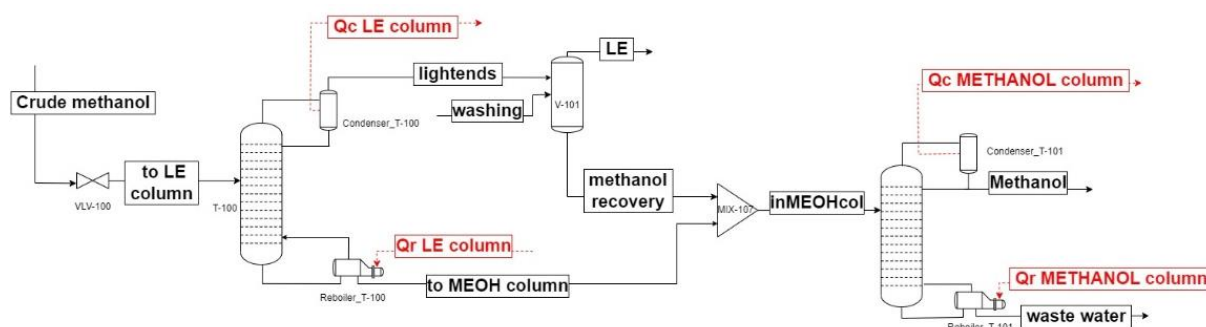 Qc LE column
LE
lightends
Crude methanol
washing
V-101
Condenser_T-100
Qc METHANOL column
Condenser_T-101
to LE
column
VLV-100
T-100
methanol
recovery
MIX-107
inMEOHcol
Methanol
Qr LE column
to MEOH column
Reboiler_T-100
Qr METHANOL column
waste water
Reboiler_T-101